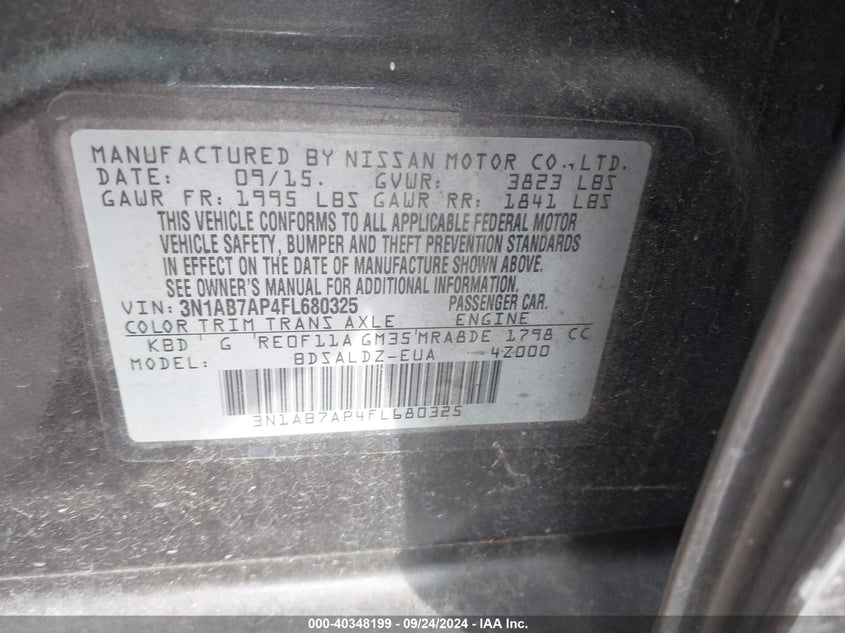 MANUFACTURED BY NISSAN MOTOR CO.,LTD.
DATE: 09/15. GVWR: 3823 LBS
GAWR FR: 1995 LBS GAWR RR: 1841 LBS
THIS VEHICLE CONFORMS TO ALL APPLICABLE FEDERAL MOTOR
VEHICLE SAFETY, BUMPER AND THEFT PREVENTION STANDARDS
IN EFFECT ON THE DATE OF MANUFACTURE SHOWN ABOVE.
SEE OWNER'S MANUAL FOR ADDITIONAL INFORMATION.
VIN: 3N1AB7AP4FL680325 PASSENGER CAR.
COLOR TRIM TRANS AXLE ENGINE
KBD ' G 'RE0F11A GM35'MRA8DE 1798 CC
MODEL: BDSALDZ-EUA 42000
3N1AB7AP4FL680325
000-40348199 - 09/24/2024 - IAA Inc.